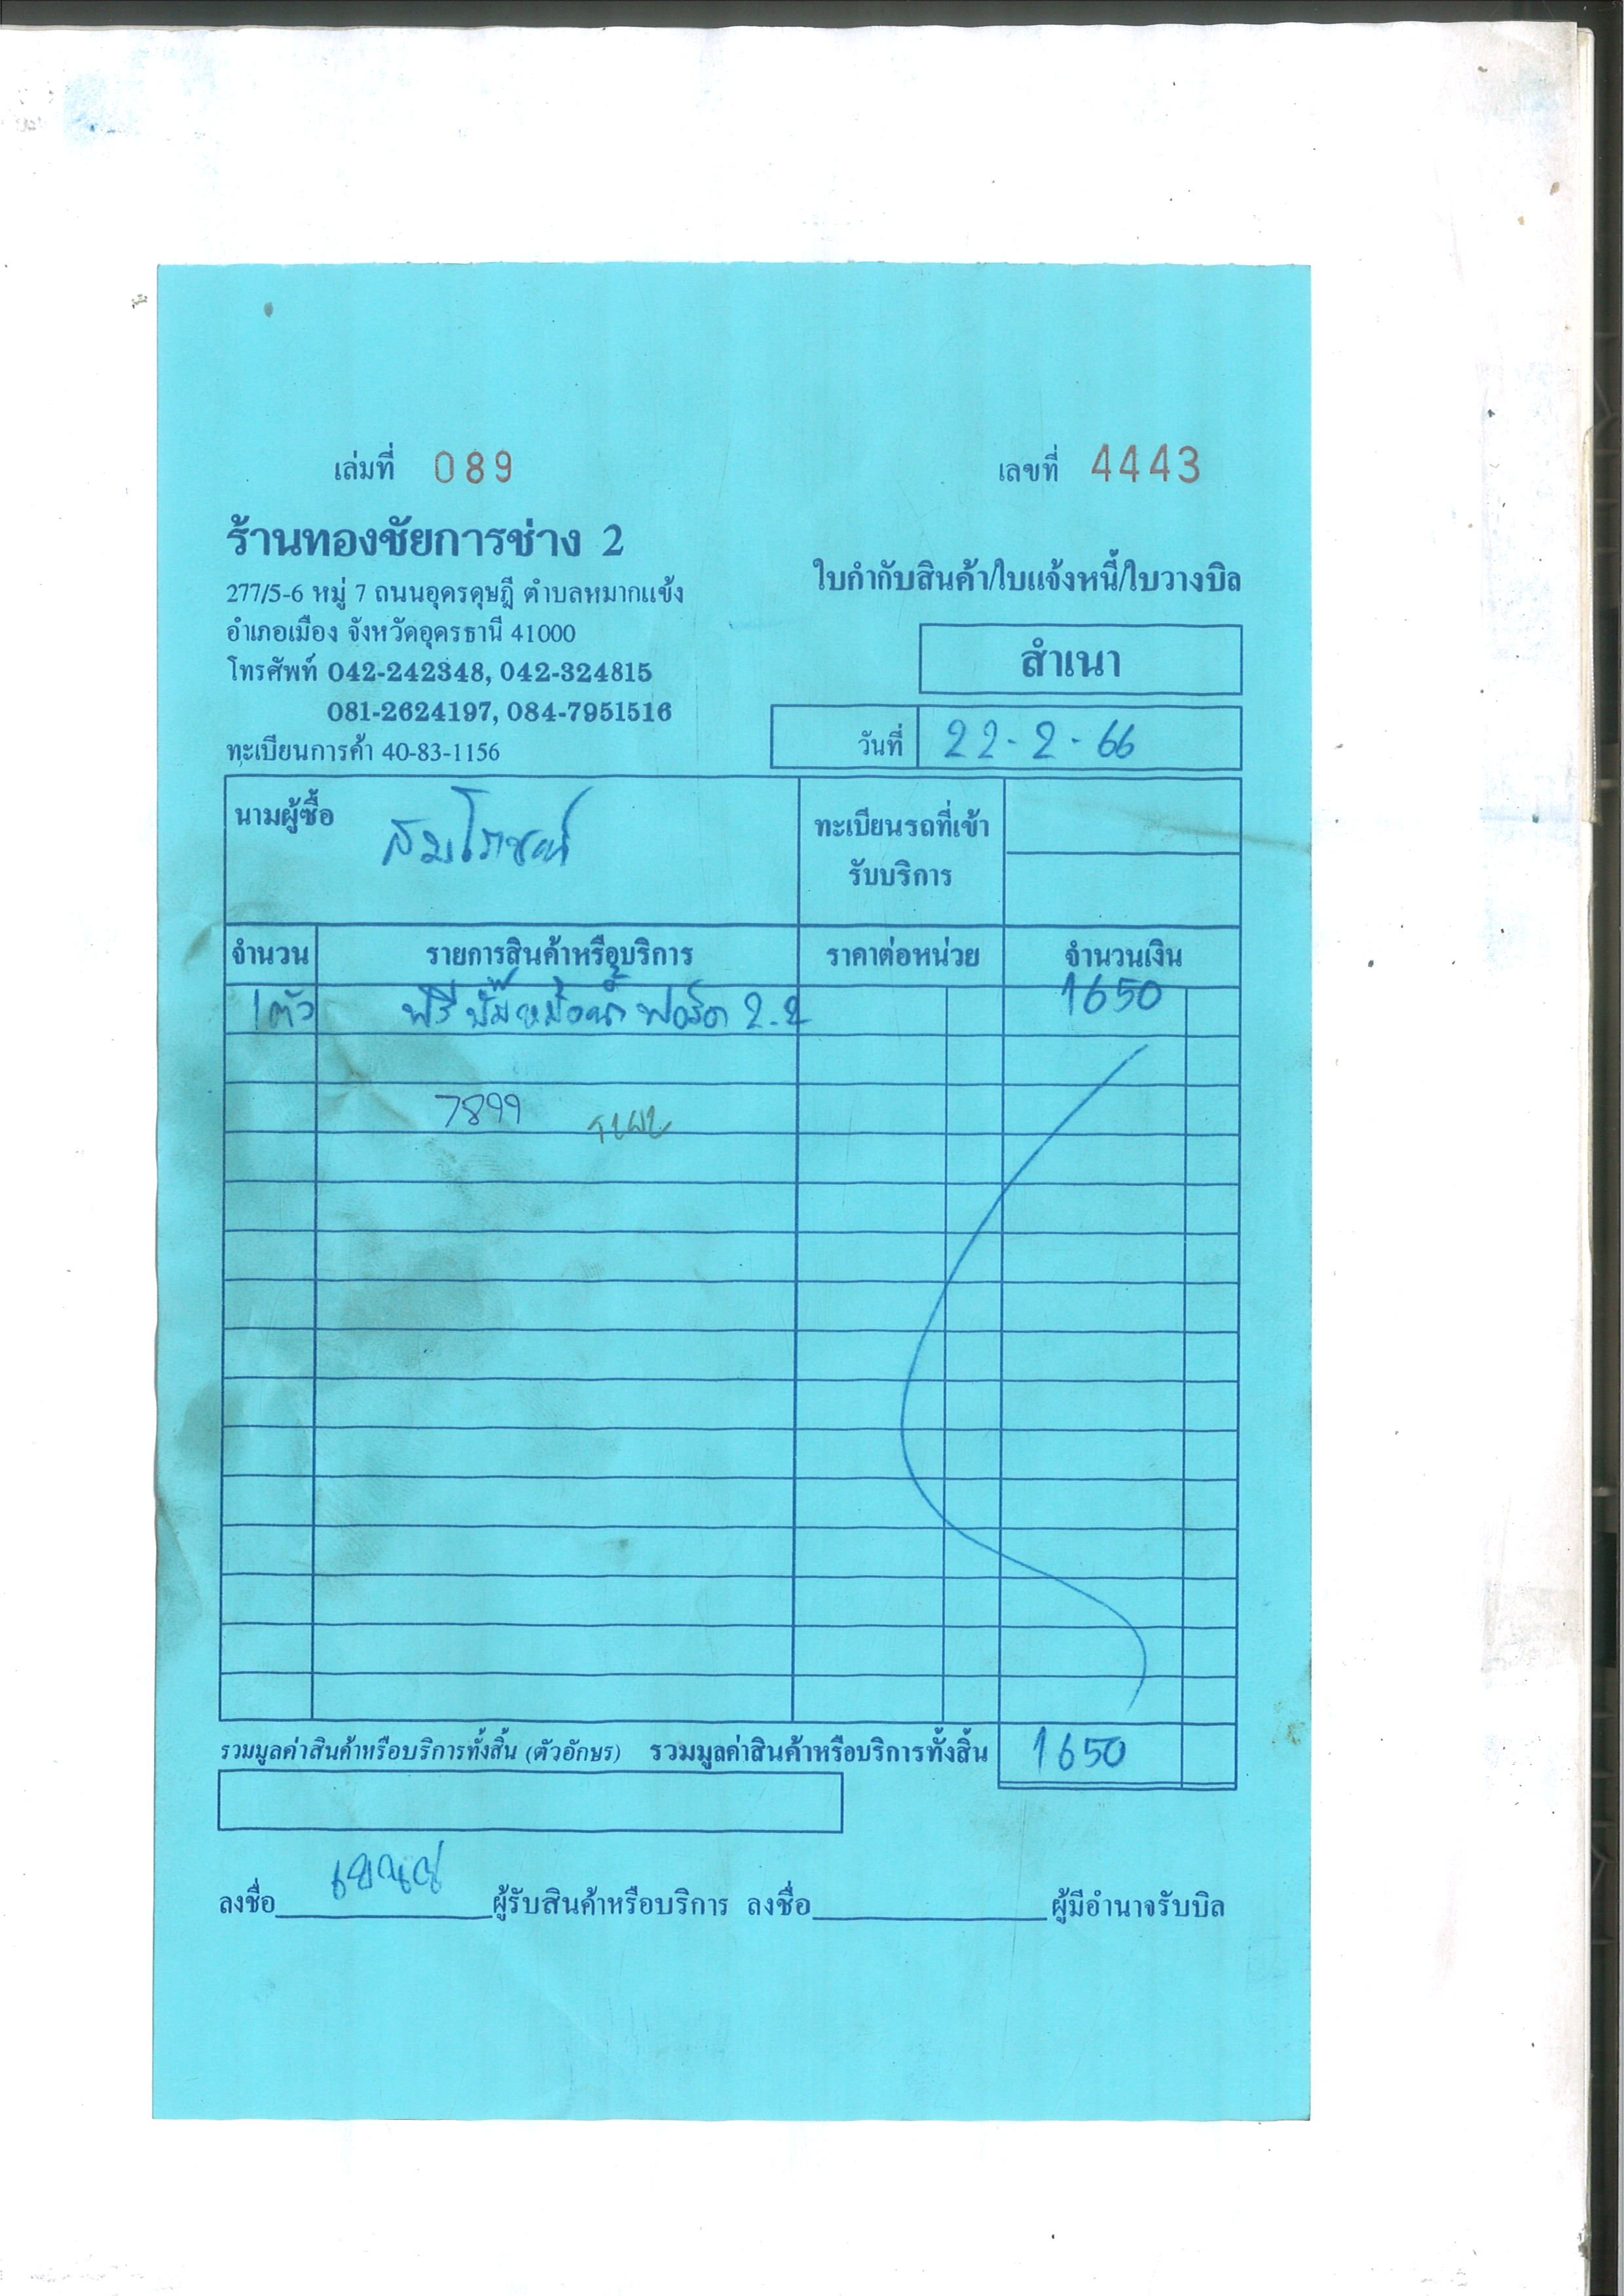 เล่มที่ 089 เลขที่ 4443
ร้านทองชัยการช่าง 2
277/5-6 หมู่ 7 ถนนอุดรดุษฎี ตำบลหมากแข้ง
อำเภอเมือง จังหวัดอุดรธานี 41000
โทรศัพท์ 042-242348, 042-324815
081-2624197, 084-7951516
ทะเบียนการค้า 40-83-1156
ใบกำกับสินค้า/ใบแจ้งหนี้/ใบวางบิล
สำเนา
วันที่ 22-2-66
นามผู้ซื้อ
ทะเบียนรถที่เข้า
รับบริการ
จำนวน รายการสินค้าหรือบริการ ราคาต่อหน่วย จำนวนเงิน
1 ตัว ฟรีปั๊มหม้อน้ำ ฟอร์ด 2.2 1650
7899
รวมมูลค่าสินค้าหรือบริการทั้งสิ้น (ตัวอักษร) รวมมูลค่าสินค้าหรือบริการทั้งสิ้น 1650
ลงชื่อ ผู้รับสินค้าหรือบริการ ลงชื่อ ผู้มีอำนาจรับบิล